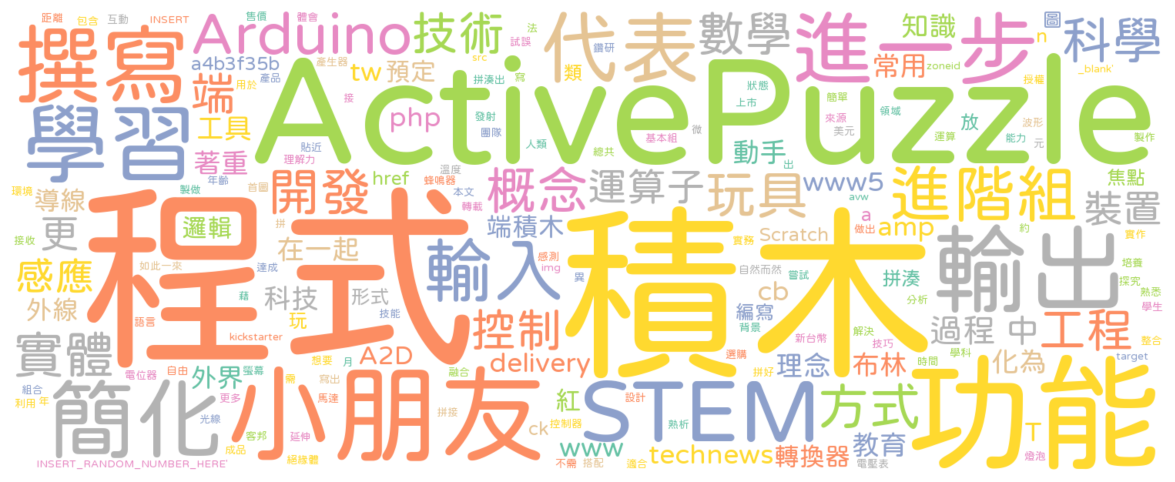 距離 包含 互動 INSERT 售價 體會 法 圖 n
撰寫 Arduino 技術 代表 數學 進一步 知識 科學
試誤 鑽研 src
a4b3f35b 產生器 拼湊出 寫 類 常用 zoneid _blank'
產品 端 tw 預定 狀態 簡單 授權
學習 用於 接 ActivePuzzle 上市 領域
工具 php 發射 來源 放 波形
貼近 團隊 基本組 微 美元 運算 能力 元 製作
著重 理解力 人類 總共 動手 出
環境 年齡 href 溫度 首圖 焦點
導線 製做 開發 蜂鳴器 本文 概念 運算子 玩具 www5 進階組 裝置
轉載 avw
更 邏輯 拼 端積木 a amp 做出 約
接收 在一起 程式 輸入 積木 實務 Scratch 輸出 實作
感應 如此一來 達成 感測 自然而然 培養
img 異 嘗試 拼湊 分析 探究
外線 科技 藉 形式 cb 熟悉
玩 技能 編寫 新台幣 學生
語言 kickstarter 控制 背景 解決 過程 中 工程
實體 技巧 整合
想要 月 A2D delivery 選購 理念 布林 時間 學科 化為 target
電位器 自由 螢幕 需 融合 拼好
組合 外界 適合
利用 年 更多 寫出 紅 設計 STEM 方式 功能
簡化 小朋友 馬達 拼接 控制器
光線 ck 熟析 T
客邦 延伸 www 教育 燈泡
成品 絕緣體 technews 轉換器
INSERT_RANDOM_NUMBER_HERE' 不需 搭配 電壓表